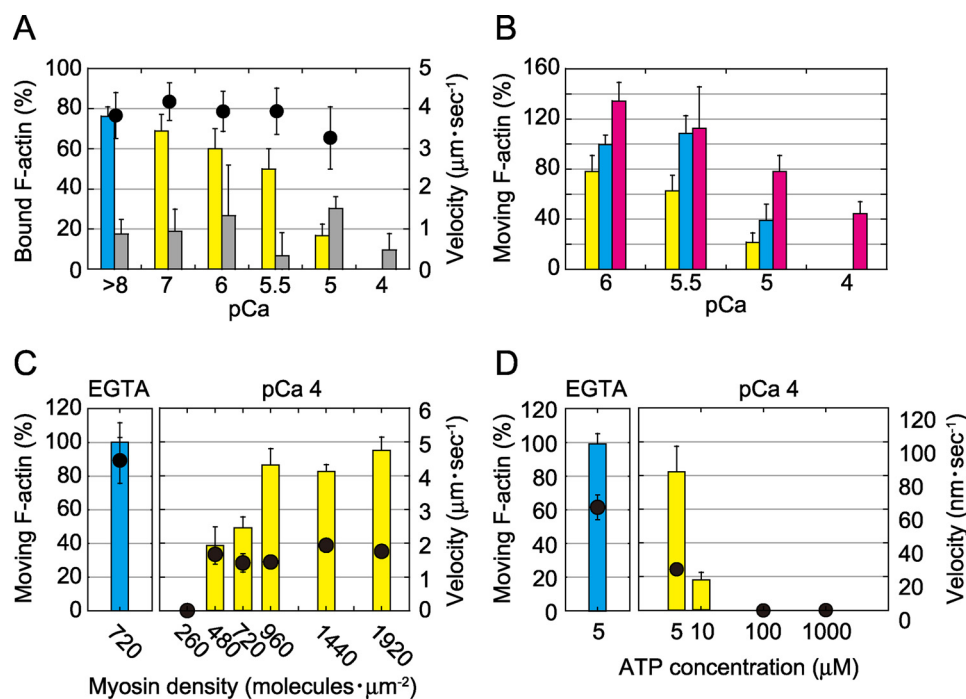 A
Bound F-actin (%)
100
80
60
40
20
0
5
4
3
2
1
0
Velocity (μm·sec⁻¹)
>8 7 6 5.5 5 4
pCa
B
Moving F-actin (%)
160
120
80
40
0
6 5.5 5 4
pCa
C
EGTA pCa 4
Moving F-actin (%)
120
100
80
60
40
20
0
6
5
4
3
2
1
0
Velocity (μm·sec⁻¹)
720 260 480 720 960 1440 1920
Myosin density (molecules·μm⁻²)
D
EGTA pCa 4
Moving F-actin (%)
120
100
80
60
40
20
0
120
100
80
60
40
20
0
Velocity (nm·sec⁻¹)
5 5 10 100 1000
ATP concentration (μM)